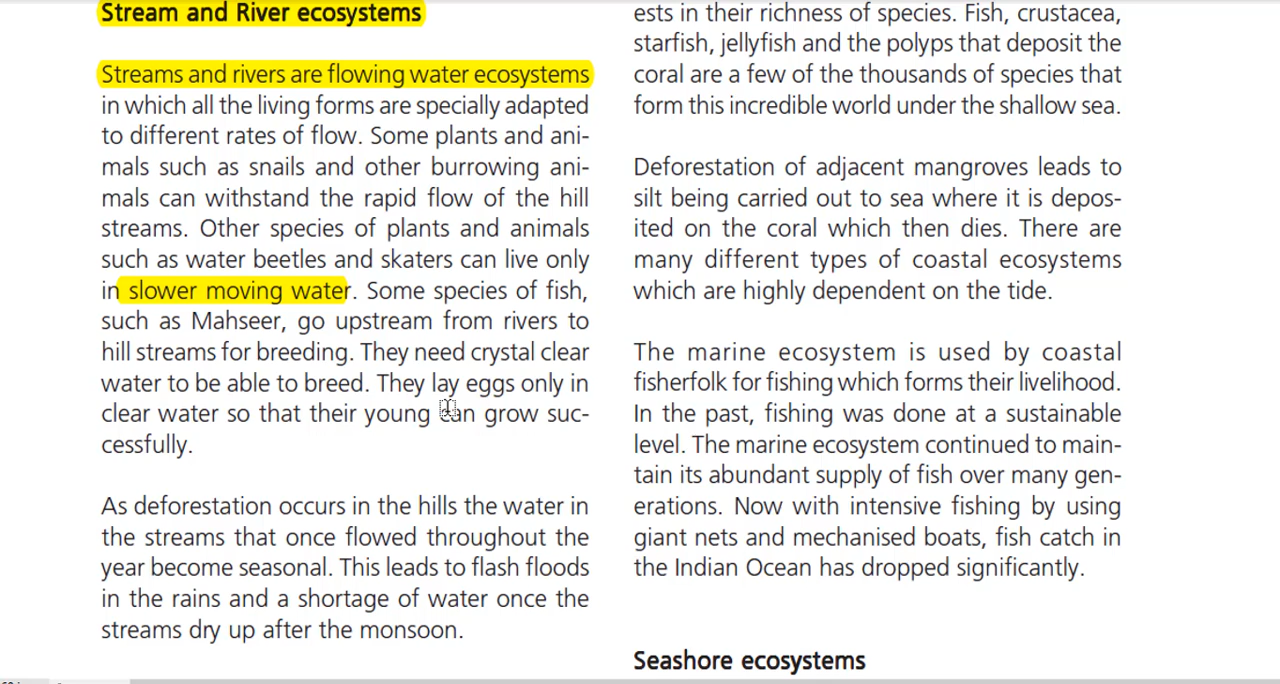 Stream and River ecosystems
Streams and rivers are flowing water ecosystems
in which all the living forms are specially adapted
to different rates of flow. Some plants and ani-
mals such as snails and other burrowing ani-
mals can withstand the rapid flow of the hill
streams. Other species of plants and animals
such as water beetles and skaters can live only
in slower moving water. Some species of fish,
such as Mahseer, go upstream from rivers to
hill streams for breeding. They need crystal clear
water to be able to breed. They lay eggs only in
clear water so that their young can grow suc-
cessfully.
As deforestation occurs in the hills the water in
the streams that once flowed throughout the
year become seasonal. This leads to flash floods
in the rains and a shortage of water once the
streams dry up after the monsoon.
ests in their richness of species. Fish, crustacea,
starfish, jellyfish and the polyps that deposit the
coral are a few of the thousands of species that
form this incredible world under the shallow sea.
Deforestation of adjacent mangroves leads to
silt being carried out to sea where it is depos-
ited on the coral which then dies. There are
many different types of coastal ecosystems
which are highly dependent on the tide.
The marine ecosystem is used by coastal
fisherfolk for fishing which forms their livelihood.
In the past, fishing was done at a sustainable
level. The marine ecosystem continued to main-
tain its abundant supply of fish over many gen-
erations. Now with intensive fishing by using
giant nets and mechanised boats, fish catch in
the Indian Ocean has dropped significantly.
Seashore ecosystems